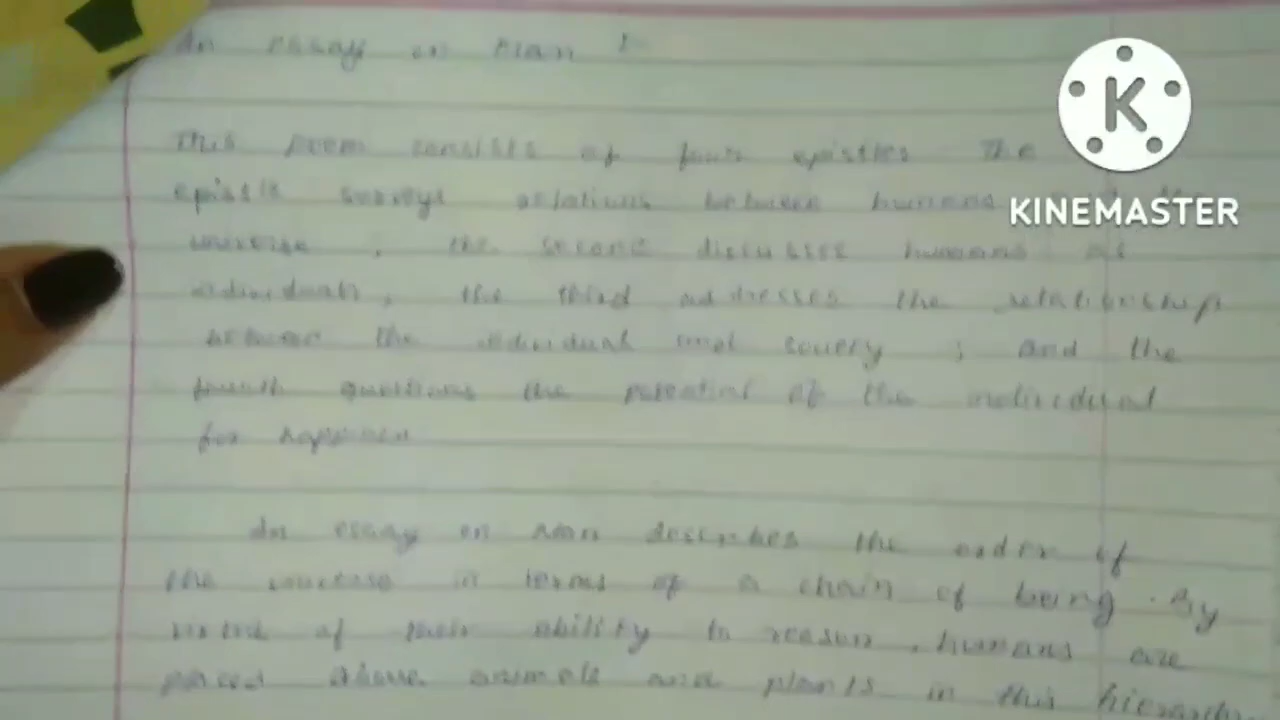 An essay on man :-
This poem consists of four epistles The
epistle surveys relations between humans
universe , the second discusses humans as
individuals , the third addresses the relationship
between the individual and society ; and the
fourth questions the potential of the individual
for happiness
An essay on man describes the order of
the universe in terms of a chain of being . By
virtue of their ability to reason , humans are
placed above animals and plants in this hierarchy
KINEMASTER